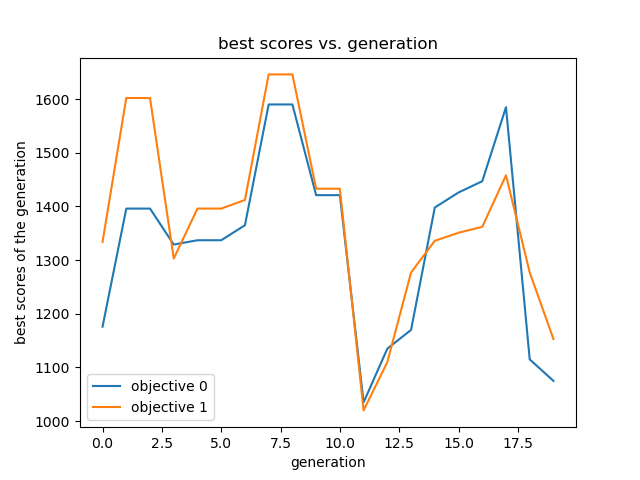 best scores vs. generation
best scores of the generation
1600
1500
1400
1300
1200
1100
1000
objective 0
objective 1
0.0 2.5 5.0 7.5 10.0 12.5 15.0 17.5
generation